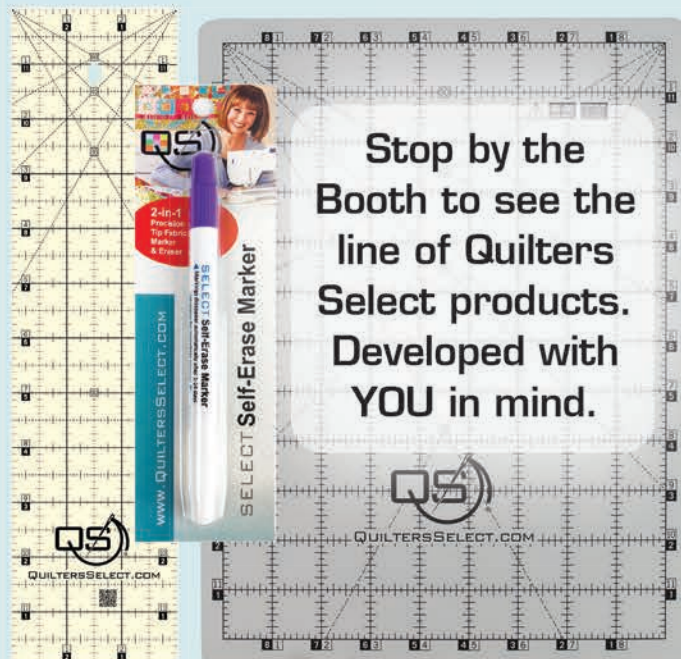 Stop by the
Booth to see the
line of Quilters
Select products.
Developed with
YOU in mind.
QS
2-in-1
Precision
Tip Fabric
Marker
& Eraser
SELECT Self-Erase Marker
WWW.QUILTERSSELECT.COM
SELECT Self-Erase Marker
QS
QUILTERSSELECT.COM
QS
QUILTERSSELECT.COM